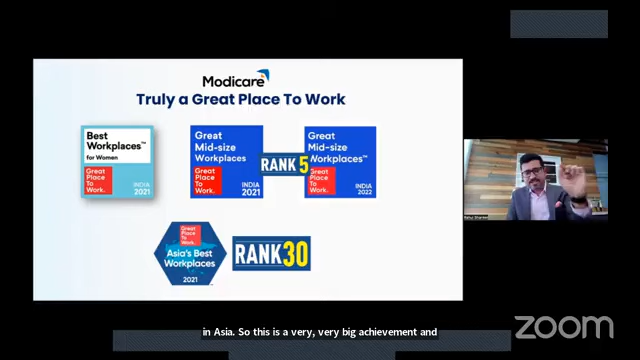 Modicare
Truly a Great Place To Work
Best
Workplaces™
for Women
Great
Place
To
Work.
INDIA
2021
Great
Mid-size
Workplaces
Great
Place
To
Work.
INDIA
2021
RANK 5
Great
Mid-size
Workplaces™
Great
Place
To
Work.
INDIA
2022
Great
Place
To
Work.
Asia's Best
Workplaces
2021
RANK 30
in Asia. So this is a very, very big achievement and
zoom